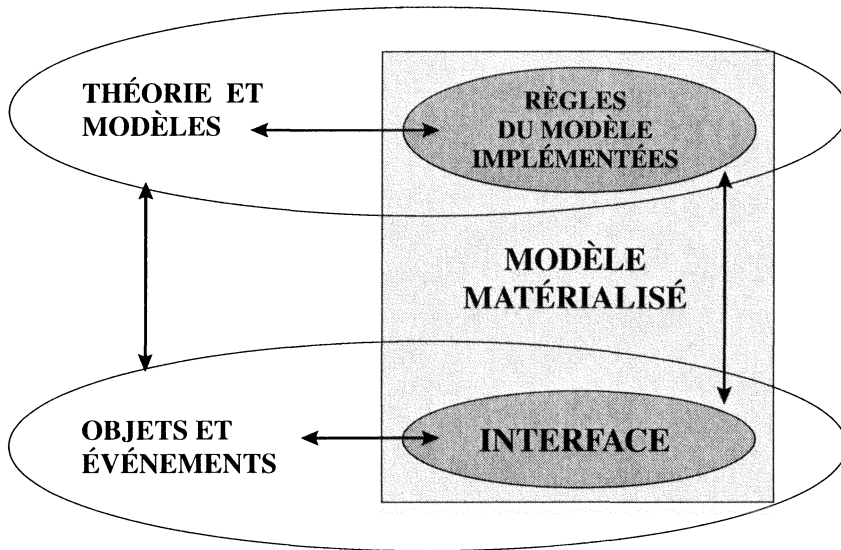 THÉORIE ET
MODÈLES
RÈGLES
DU MODÈLE
IMPLÉMENTÉES
MODÈLE
MATÉRIALISÉ
OBJETS ET
ÉVÉNEMENTS
INTERFACE